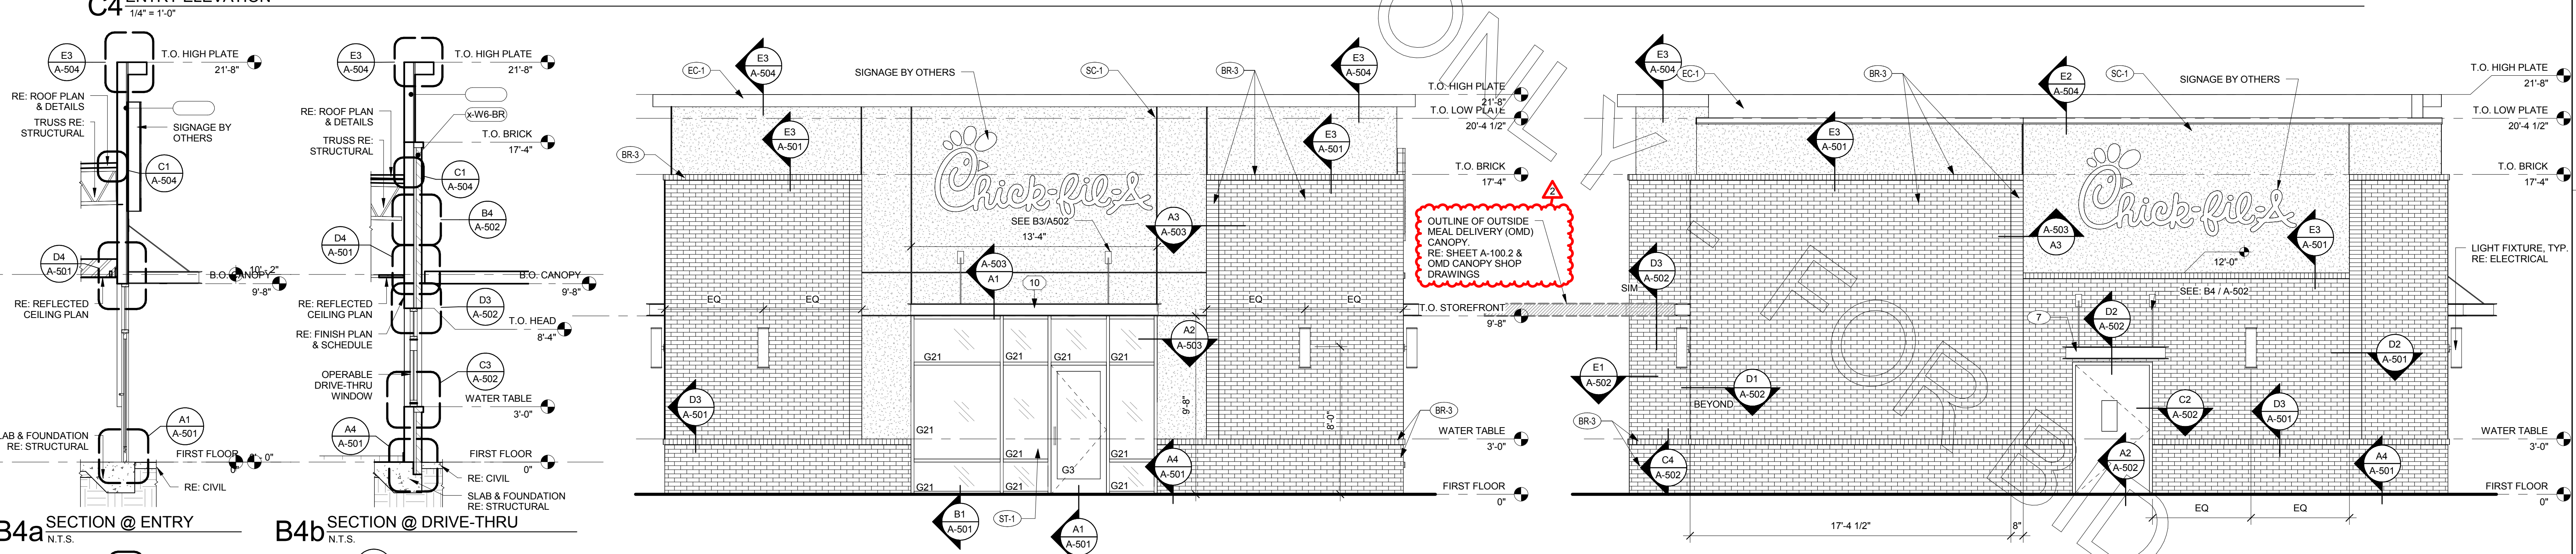 C4 ENTRY ELEVATION
1/4" = 1'-0"
E3
A-504
T.O. HIGH PLATE
21'-8"
RE: ROOF PLAN
& DETAILS
TRUSS RE:
STRUCTURAL
SIGNAGE BY
OTHERS
C1
A-504
D4
A-501
10' - 2"
B.O. CANOPY
9'-8"
RE: REFLECTED
CEILING PLAN
A1
A-501
LAB & FOUNDATION
RE: STRUCTURAL
FIRST FLOOR
0"
RE: CIVIL
B4a SECTION @ ENTRY
N.T.S.
E3
A-504
T.O. HIGH PLATE
21'-8"
RE: ROOF PLAN
& DETAILS
x-W6-BR
TRUSS RE:
STRUCTURAL
T.O. BRICK
17'-4"
C1
A-504
B4
A-502
D4
A-501
B.O. CANOPY
9'-8"
RE: REFLECTED
CEILING PLAN
D3
A-502
RE: FINISH PLAN
& SCHEDULE
T.O. HEAD
8'-4"
OPERABLE
DRIVE-THRU
WINDOW
C3
A-502
WATER TABLE
3'-0"
A4
A-501
FIRST FLOOR
0"
RE: CIVIL
SLAB & FOUNDATION
RE: STRUCTURAL
B4b SECTION @ DRIVE-THRU
N.T.S.
EC-1
E3
A-504
SIGNAGE BY OTHERS
SC-1
BR-3
E3
A-504
T.O. HIGH PLATE
21'-8"
T.O. LOW PLATE
20'-4 1/2"
E3
A-501
E3
A-501
BR-3
T.O. BRICK
17'-4"
Chick-fil-A
SEE B3/A502
13'-4"
A3
A-503
2
OUTLINE OF OUTSIDE
MEAL DELIVERY (OMD)
CANOPY.
RE: SHEET A-100.2 &
OMD CANOPY SHOP
DRAWINGS
A-503
A1
10
EQ
EQ
EQ
EQ
T.O. STOREFRONT
9'-8"
A2
A-503
G21
G21
G21
G21
9'-8"
8'-0"
D3
A-501
BR-3
G21
WATER TABLE
3'-0"
G21
G21
G3
A4
A-501
G21
G21
G21
FIRST FLOOR
0"
B1
A-501
ST-1
A1
A-501
E3
A-504
EC-1
BR-3
E2
A-504
SC-1
SIGNAGE BY OTHERS
T.O. HIGH PLATE
21'-8"
T.O. LOW PLATE
20'-4 1/2"
E3
A-501
T.O. BRICK
17'-4"
Chick-fil-A
A-503
A3
E3
A-501
12'-0"
LIGHT FIXTURE, TYP.
RE: ELECTRICAL
D3
A-502
SIM
SEE: B4 / A-502
7
D2
A-502
D2
A-501
E1
A-502
D1
A-502
BEYOND
C2
A-502
D3
A-501
BR-3
WATER TABLE
3'-0"
C4
A-502
A2
A-502
A4
A-501
FIRST FLOOR
0"
EQ
EQ
17'-4 1/2"
8"
ONLY
FOR